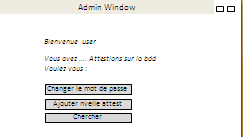 Admin Window
Bienvenue user
Vous avez .... Attestions sur la bdd
Voulez vous :
Changer le mot de passe
Ajouter nvelle attest
Chercher